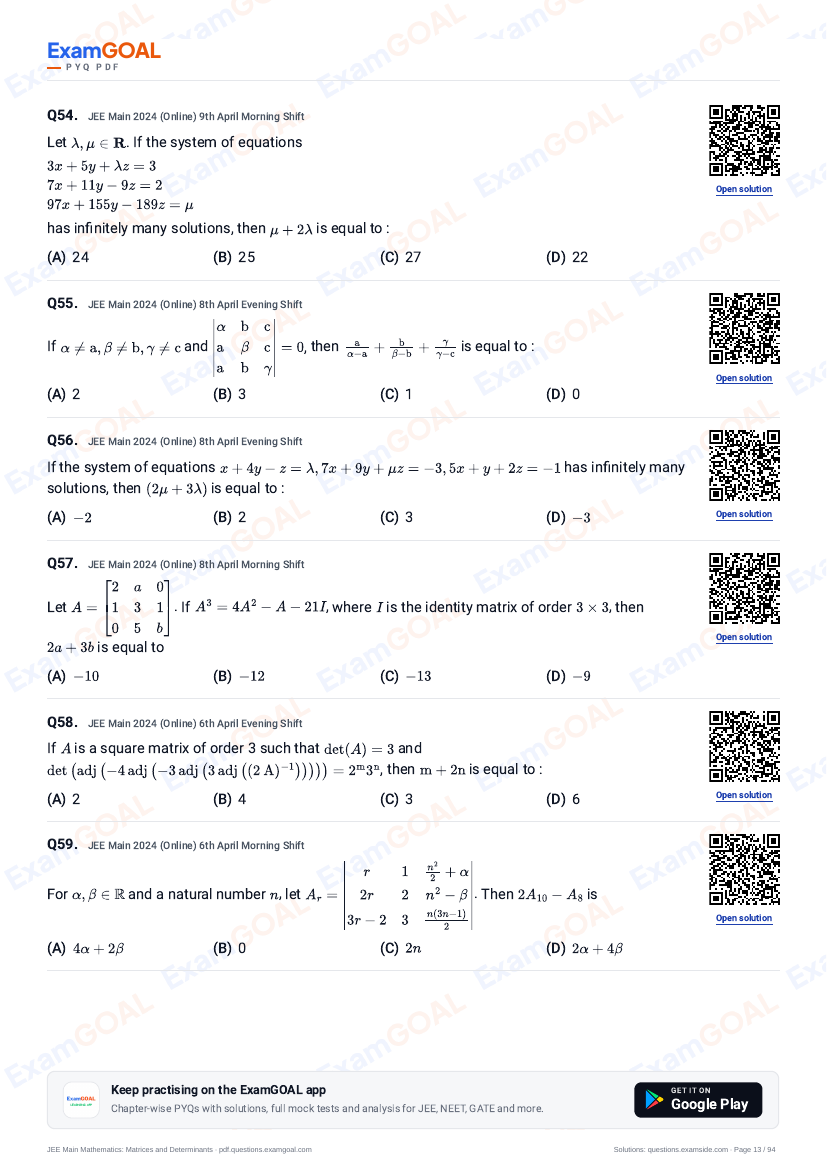 ExamGOAL
PYQ PDF
Q54. JEE Main 2024 (Online) 9th April Morning Shift
Let λ, μ ∈ R. If the system of equations
3x + 5y + λz = 3
7x + 11y − 9z = 2
97x + 155y − 189z = μ
has infinitely many solutions, then μ + 2λ is equal to :
(A) 24 (B) 25 (C) 27 (D) 22
Open solution
Q55. JEE Main 2024 (Online) 8th April Evening Shift
If α ≠ a, β ≠ b, γ ≠ c and |α b c; a β c; a b γ| = 0, then a/(α−a) + b/(β−b) + γ/(γ−c) is equal to :
(A) 2 (B) 3 (C) 1 (D) 0
Open solution
Q56. JEE Main 2024 (Online) 8th April Evening Shift
If the system of equations x + 4y − z = λ, 7x + 9y + μz = −3, 5x + y + 2z = −1 has infinitely many
solutions, then (2μ + 3λ) is equal to :
(A) −2 (B) 2 (C) 3 (D) −3
Open solution
Q57. JEE Main 2024 (Online) 8th April Morning Shift
Let A = [2 a 0; 1 3 1; 0 5 b]. If A³ = 4A² − A − 21I, where I is the identity matrix of order 3 × 3, then
2a + 3b is equal to
(A) −10 (B) −12 (C) −13 (D) −9
Open solution
Q58. JEE Main 2024 (Online) 6th April Evening Shift
If A is a square matrix of order 3 such that det(A) = 3 and
det (adj (−4 adj (−3 adj (3 adj ((2 A)⁻¹))))) = 2ᵐ3ⁿ, then m + 2n is equal to :
(A) 2 (B) 4 (C) 3 (D) 6
Open solution
Q59. JEE Main 2024 (Online) 6th April Morning Shift
For α, β ∈ ℝ and a natural number n, let Aᵣ = |r 1 n²/2 + α; 2r 2 n² − β; 3r − 2 3 n(3n−1)/2|. Then 2A₁₀ − A₈ is
(A) 4α + 2β (B) 0 (C) 2n (D) 2α + 4β
Open solution
Keep practising on the ExamGOAL app
Chapter-wise PYQs with solutions, full mock tests and analysis for JEE, NEET, GATE and more.
GET IT ON
Google Play
JEE Main Mathematics: Matrices and Determinants · pdf.questions.examgoal.com
Solutions: questions.examside.com · Page 13 / 94